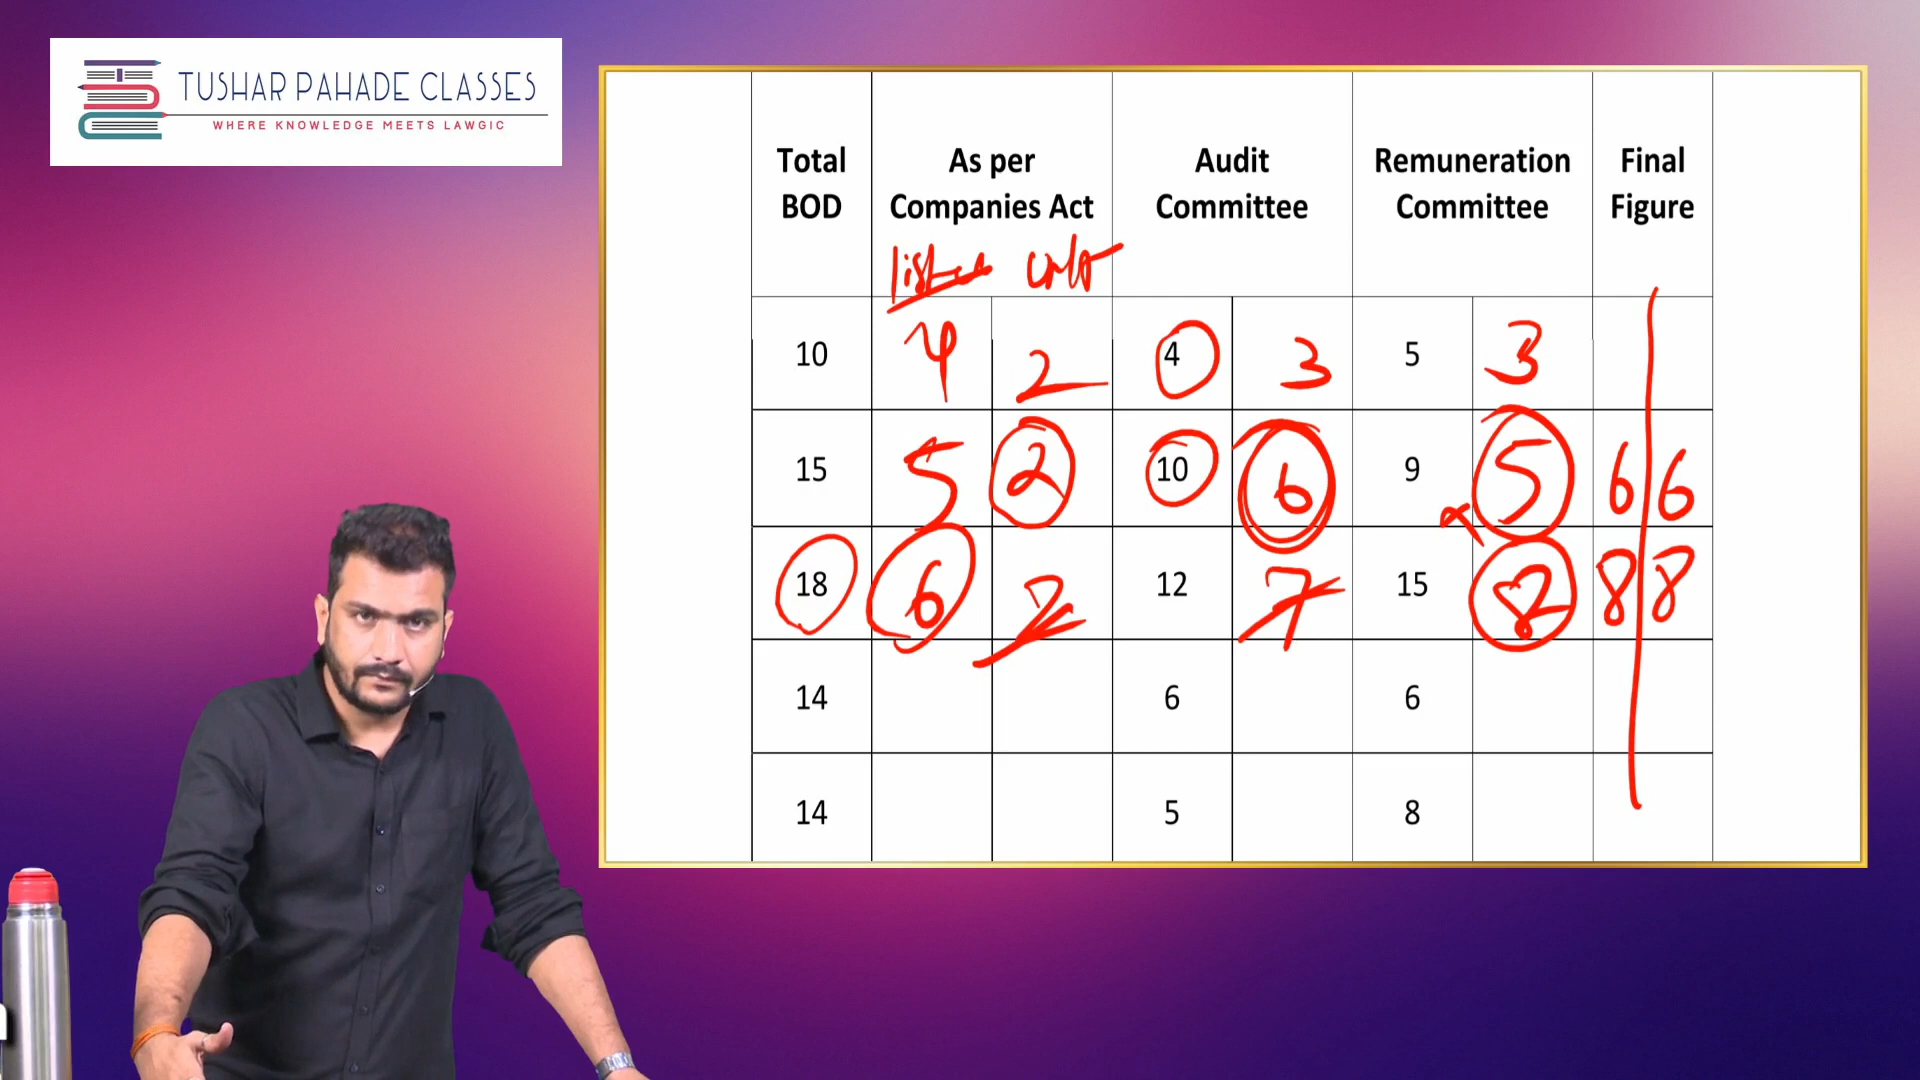 TUSHAR PAHADE CLASSES
WHERE KNOWLEDGE MEETS LAWGIC
Total BOD As per Companies Act Audit Committee Remuneration Committee Final Figure
listed
10 4 2 4 3 5 3
15 5 2 10 6 9 5 6 6
18 6 2 12 7 15 8 8 8
14 6 6
14 5 8